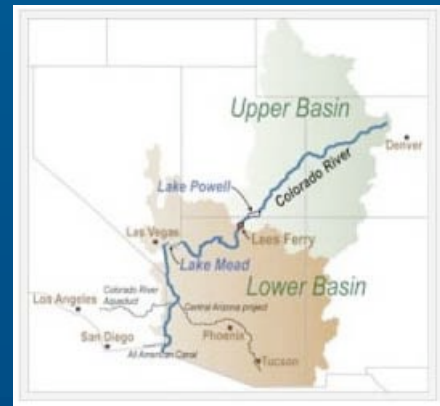 Upper Basin
Denver
Colorado River
Lake Powell
Lees Ferry
Las Vegas
Lake Mead
Lower Basin
Colorado River
Aqueduct
Los Angeles
Central Arizona project
Phoenix
San Diego
All American Canal
Tucson